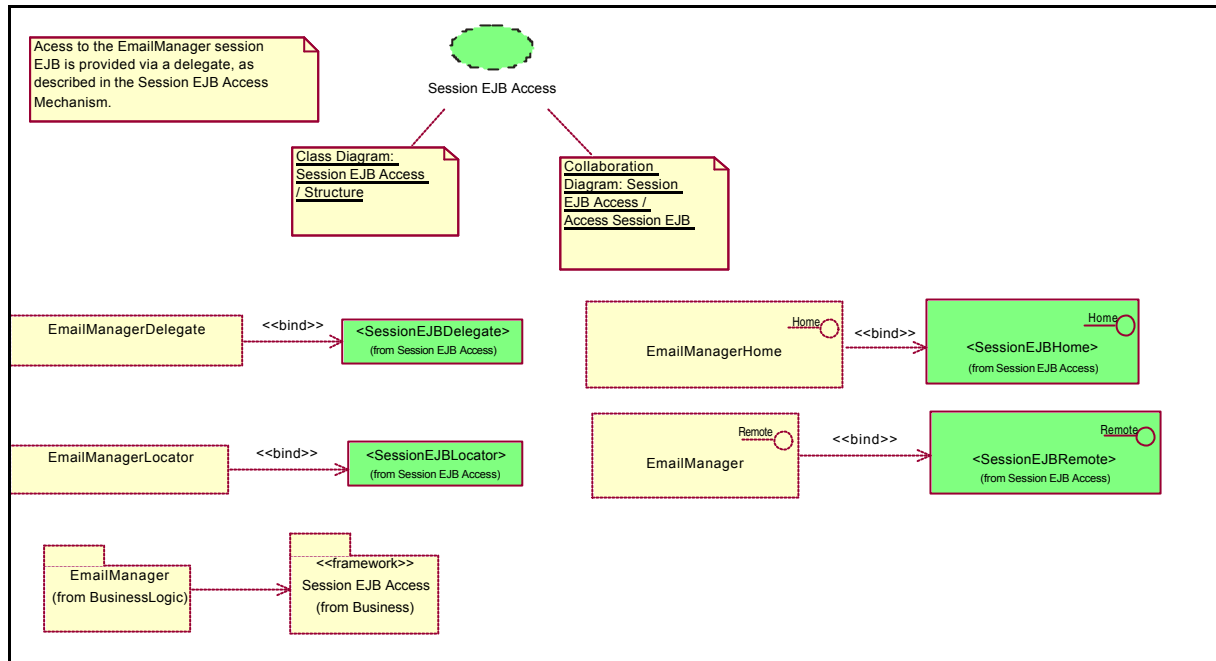 Acess to the EmailManager session
EJB is provided via a delegate, as
described in the Session EJB Access
Mechanism.
Session EJB Access
Class Diagram:
Session EJB Access
/ Structure
Collaboration
Diagram: Session
EJB Access /
Access Session EJB
EmailManagerDelegate
<<bind>>
<SessionEJBDelegate>
(from Session EJB Access)
Home
EmailManagerHome
<<bind>>
Home
<SessionEJBHome>
(from Session EJB Access)
EmailManagerLocator
<<bind>>
<SessionEJBLocator>
(from Session EJB Access)
Remote
EmailManager
<<bind>>
Remote
<SessionEJBRemote>
(from Session EJB Access)
EmailManager
(from BusinessLogic)
<<framework>>
Session EJB Access
(from Business)